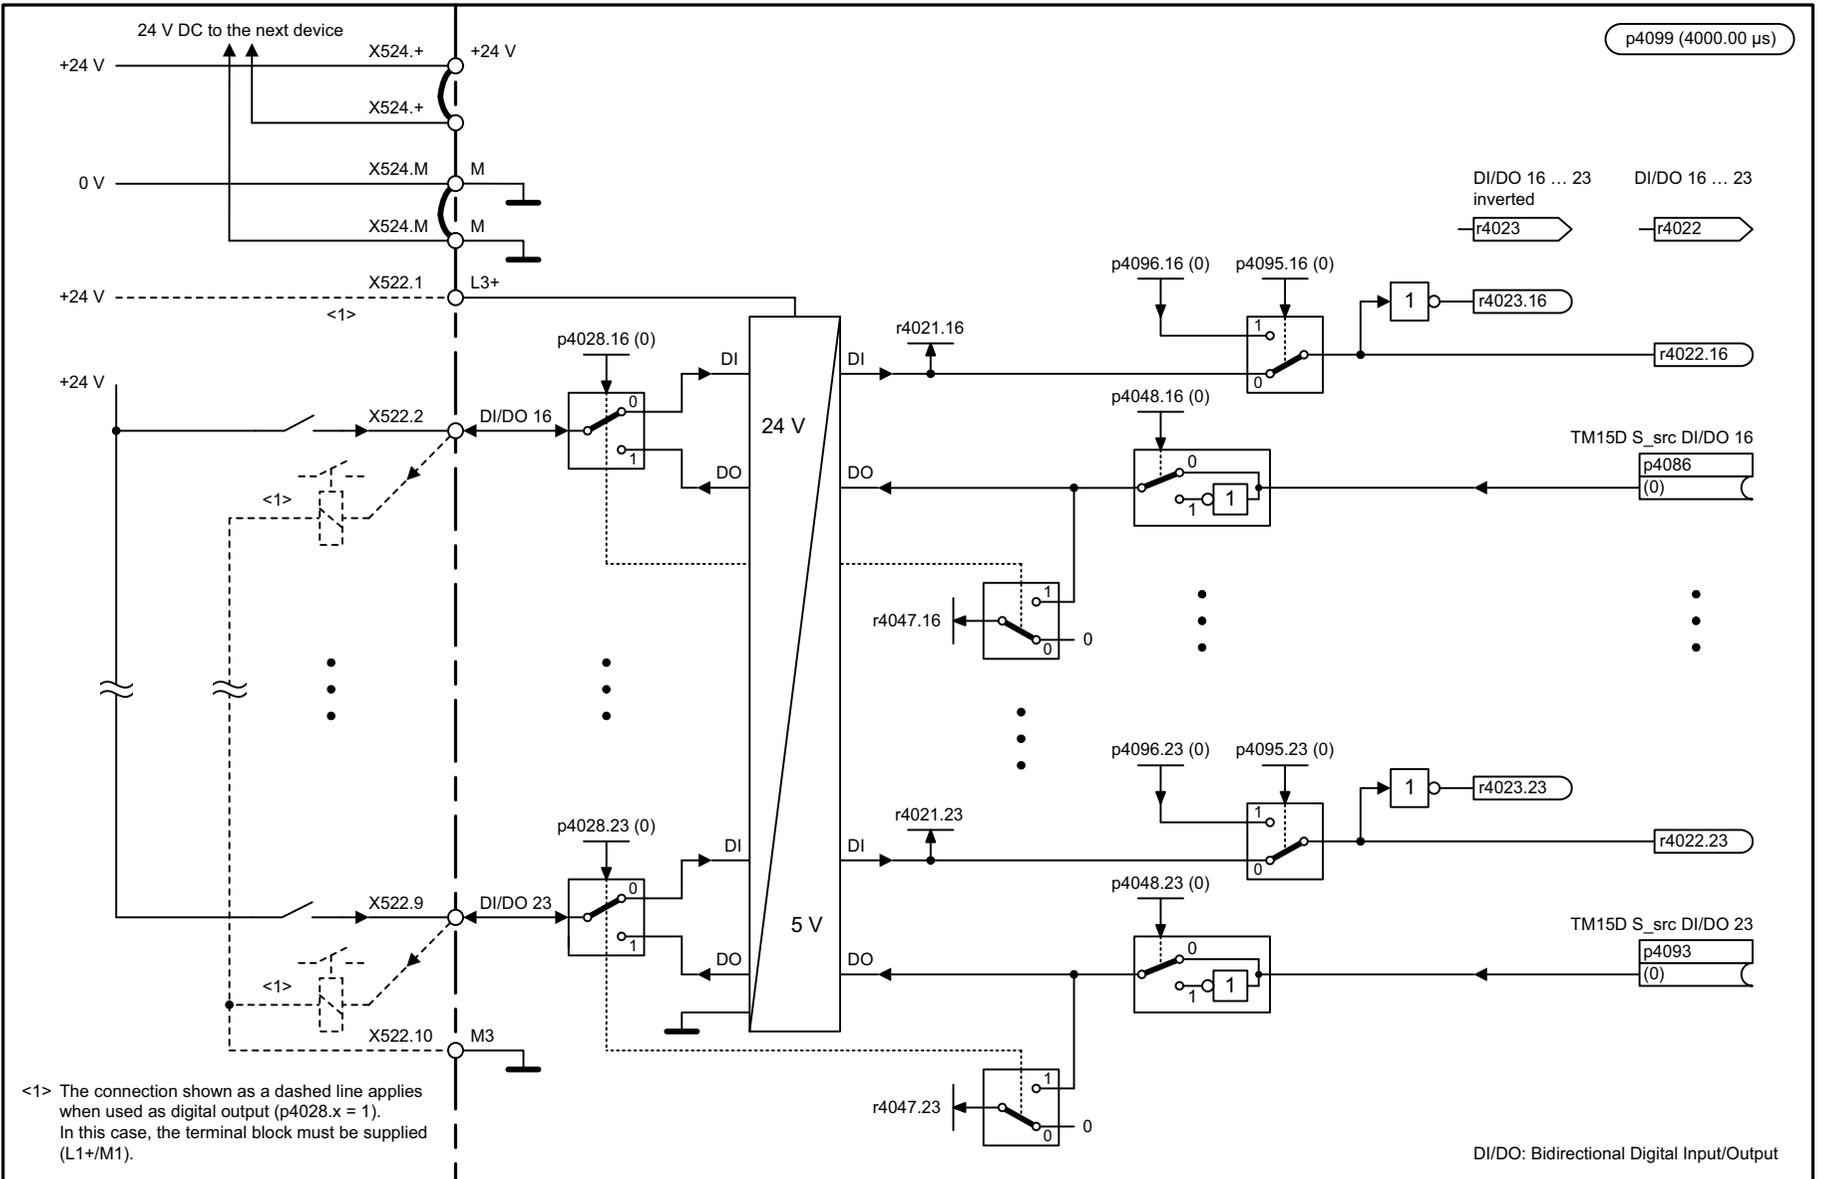 24 V DC to the next device
p4099 (4000.00 µs)
X524.+
+24 V
+24 V
X524.+
X524.M
M
0 V
DI/DO 16 … 23
inverted
DI/DO 16 … 23
X524.M
M
r4023
r4022
X522.1
L3+
+24 V
<1>
p4096.16 (0)
p4095.16 (0)
1
r4023.16
r4021.16
1
p4028.16 (0)
DI
DI
r4022.16
0
+24 V
p4048.16 (0)
X522.2
DI/DO 16
0
1
24 V
TM15D S_src DI/DO 16
p4086
(0)
DO
DO
0
1
1
<1>
r4047.16
1
0
0
p4096.23 (0)
p4095.23 (0)
1
r4023.23
r4021.23
1
p4028.23 (0)
DI
DI
r4022.23
0
p4048.23 (0)
X522.9
DI/DO 23
0
1
5 V
TM15D S_src DI/DO 23
p4093
(0)
DO
DO
0
1
1
<1>
X522.10
M3
r4047.23
1
0
0
<1> The connection shown as a dashed line applies
when used as digital output (p4028.x = 1).
In this case, the terminal block must be supplied
(L1+/M1).
DI/DO: Bidirectional Digital Input/Output